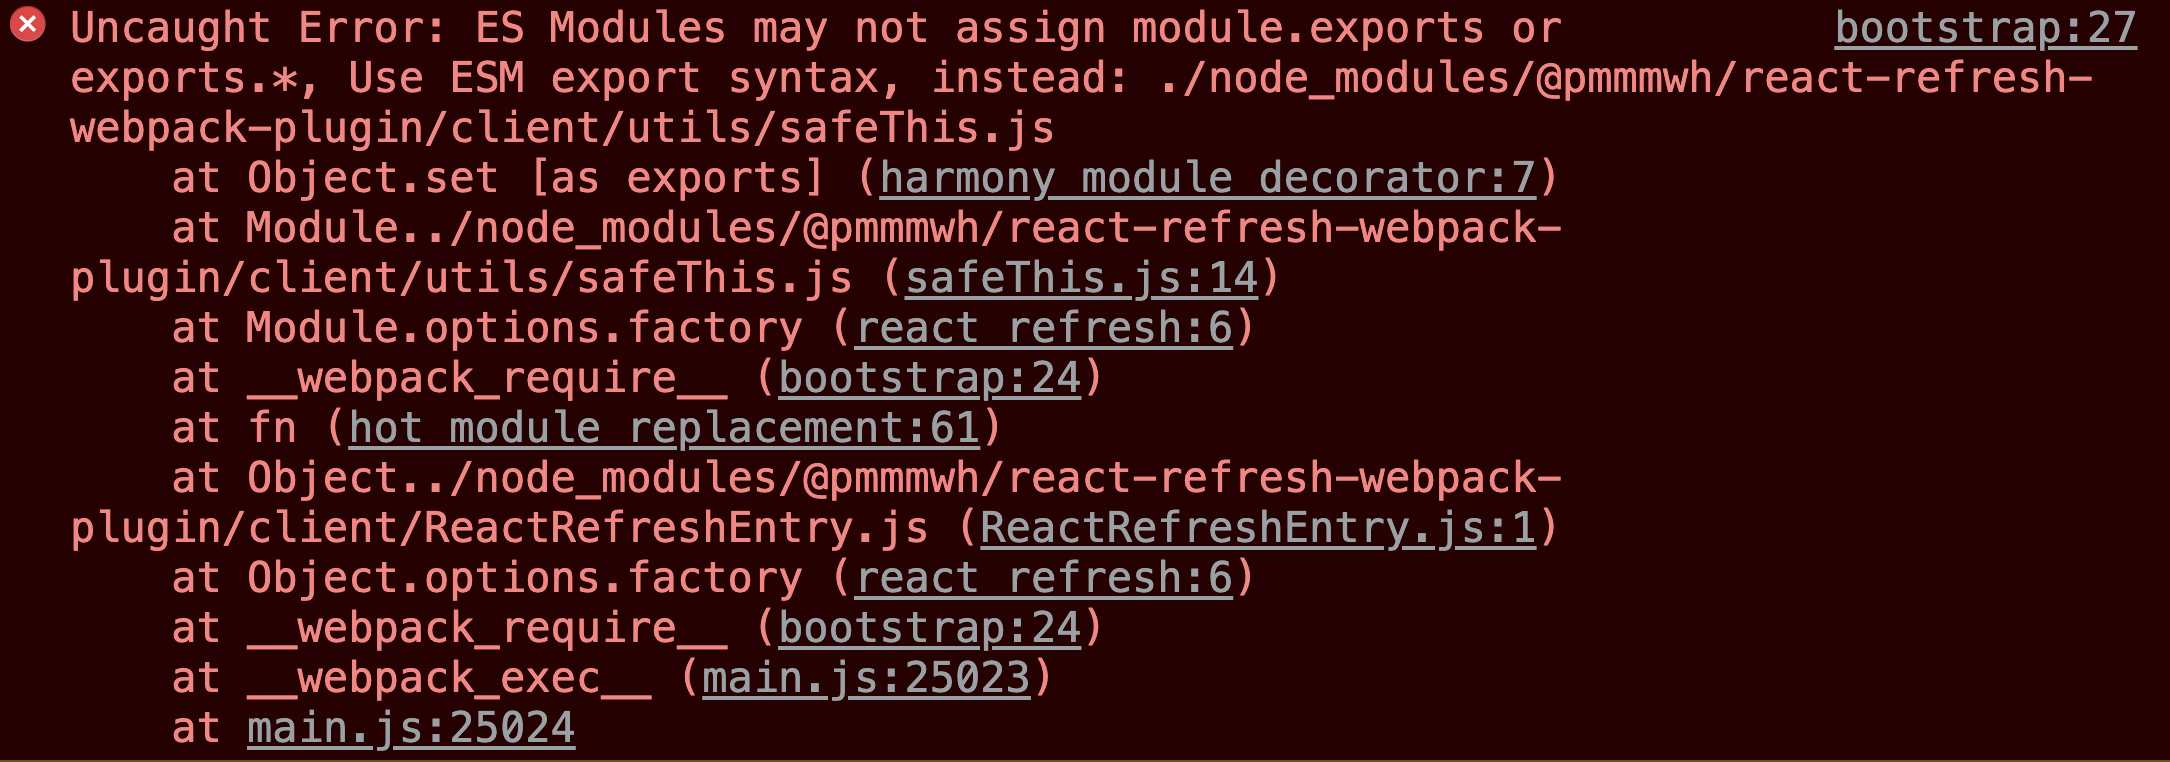 Uncaught Error: ES Modules may not assign module.exports or bootstrap:27
exports.*, Use ESM export syntax, instead: ./node_modules/@pmmmwh/react-refresh-
webpack-plugin/client/utils/safeThis.js
at Object.set [as exports] (harmony module decorator:7)
at Module../node_modules/@pmmmwh/react-refresh-webpack-
plugin/client/utils/safeThis.js (safeThis.js:14)
at Module.options.factory (react refresh:6)
at __webpack_require__ (bootstrap:24)
at fn (hot module replacement:61)
at Object../node_modules/@pmmmwh/react-refresh-webpack-
plugin/client/ReactRefreshEntry.js (ReactRefreshEntry.js:1)
at Object.options.factory (react refresh:6)
at __webpack_require__ (bootstrap:24)
at __webpack_exec__ (main.js:25023)
at main.js:25024